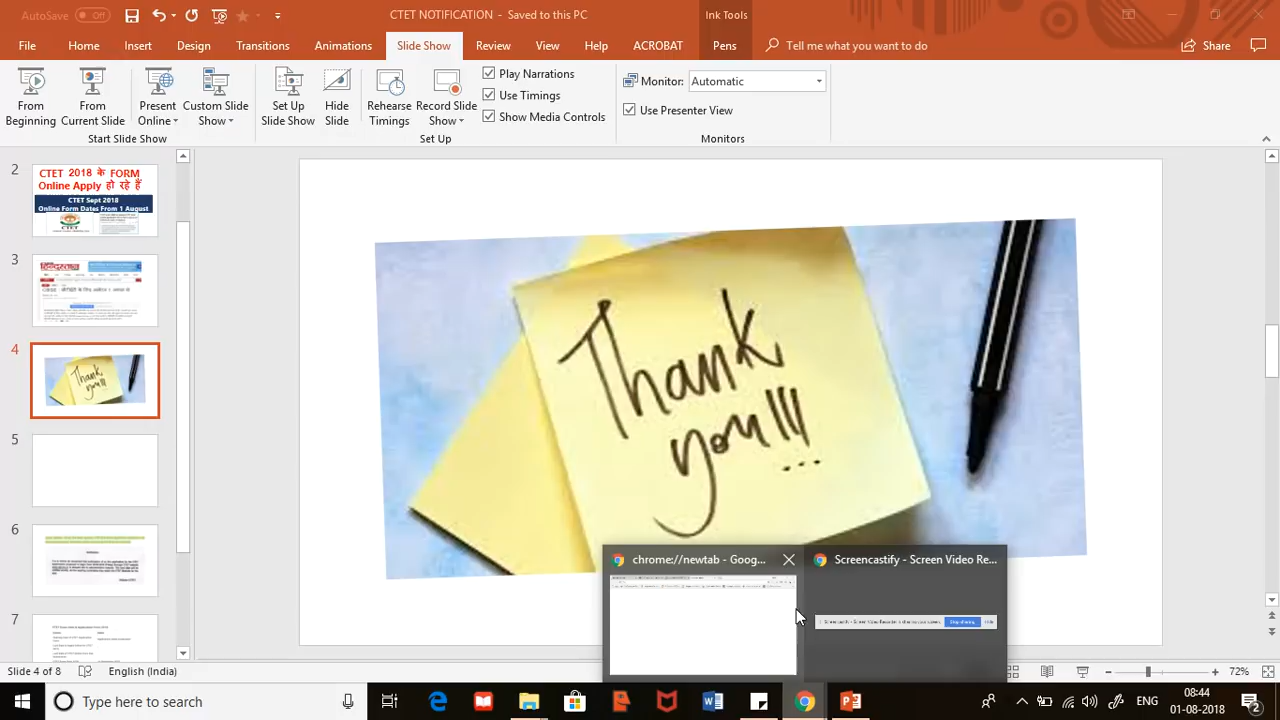 AutoSave Off CTET NOTIFICATION - Saved to this PC Ink Tools
File Home Insert Design Transitions Animations Slide Show Review View Help ACROBAT Pens Tell me what you want to do Share
From Beginning
From Current Slide
Present Online
Custom Slide Show
Start Slide Show
Set Up Slide Show
Hide Slide
Rehearse Timings
Record Slide Show
Play Narrations
Use Timings
Show Media Controls
Set Up
Monitor: Automatic
Use Presenter View
Monitors
2
CTET 2018 के FORM
Online Apply हो रहे हैं
CTET Sept 2018
Online Form Dates From 1 August
CTET
3
हिन्दुस्तान
4
Thank
you!!!
5
6
7
Thank
you!!!
...
chrome://newtab - Goog...
Screencastify - Screen Video Re...
Stop sharing
Slide 4 of 8 English (India) 72%
Type here to search ENG 08:44
01-08-2018
2